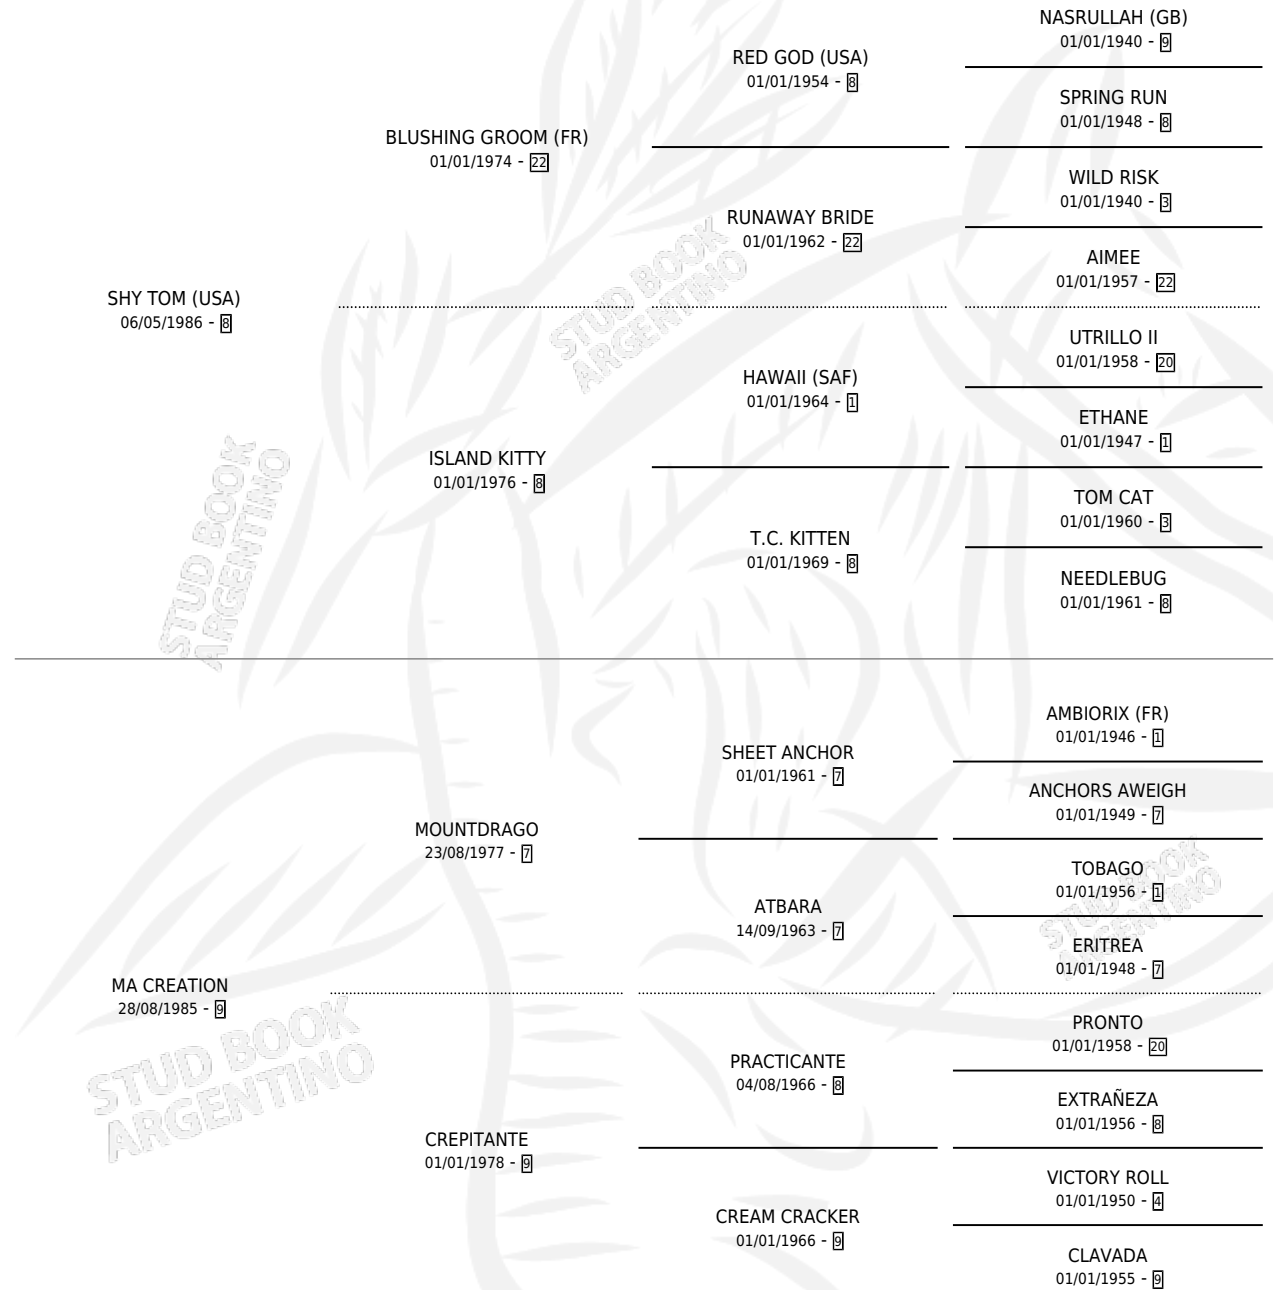 NASRULLAH (GB)
01/01/1940 - 9
RED GOD (USA)
01/01/1954 - 8
SPRING RUN
01/01/1948 - 8
BLUSHING GROOM (FR)
01/01/1974 - 22
WILD RISK
01/01/1940 - 3
RUNAWAY BRIDE
01/01/1962 - 22
AIMEE
01/01/1957 - 22
SHY TOM (USA)
06/05/1986 - 8
STUD BOOK
ARGENTINO
UTRILLO II
01/01/1958 - 20
HAWAII (SAF)
01/01/1964 - 1
ETHANE
01/01/1947 - 1
ISLAND KITTY
01/01/1976 - 8
TOM CAT
01/01/1960 - 3
T.C. KITTEN
01/01/1969 - 8
NEEDLEBUG
01/01/1961 - 8
STUD BOOK
ARGENTINO
AMBIORIX (FR)
01/01/1946 - 1
SHEET ANCHOR
01/01/1961 - 7
ANCHORS AWEIGH
01/01/1949 - 7
MOUNTDRAGO
23/08/1977 - 7
TOBAGO
01/01/1956 - 1
ATBARA
14/09/1963 - 7
ERITREA
01/01/1948 - 7
STUD BOOK
ARGENTINO
MA CREATION
28/08/1985 - 9
PRONTO
01/01/1958 - 20
PRACTICANTE
04/08/1966 - 8
EXTRAÑEZA
01/01/1956 - 8
STUD BOOK
ARGENTINO
CREPITANTE
01/01/1978 - 9
VICTORY ROLL
01/01/1950 - 4
CREAM CRACKER
01/01/1966 - 9
CLAVADA
01/01/1955 - 9